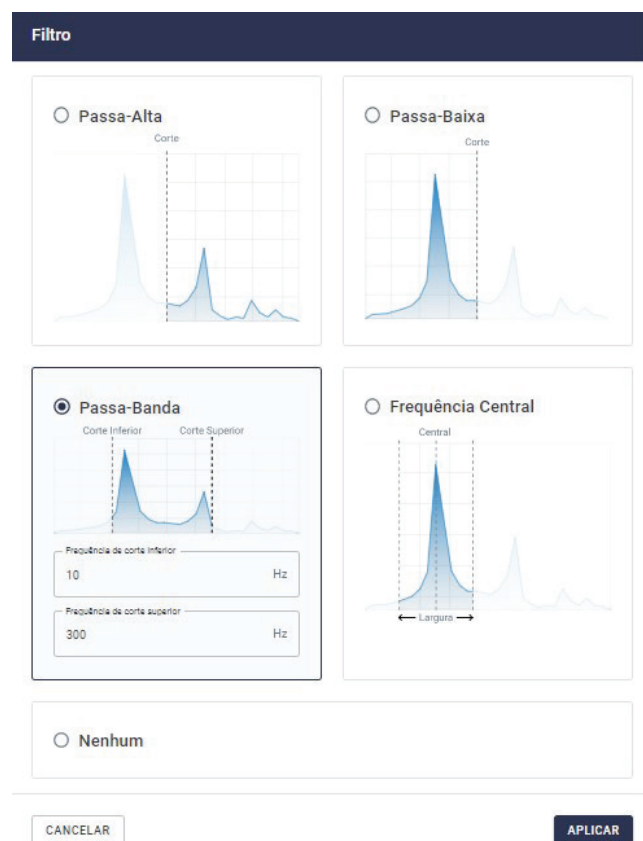 Filtro
Passa-Alta
Corte
Passa-Baixa
Corte
Passa-Banda
Corte Inferior
Corte Superior
Frequência de corte inferior
10
Hz
Frequência de corte superior
300
Hz
Frequência Central
Central
Largura
Nenhum
CANCELAR
APLICAR